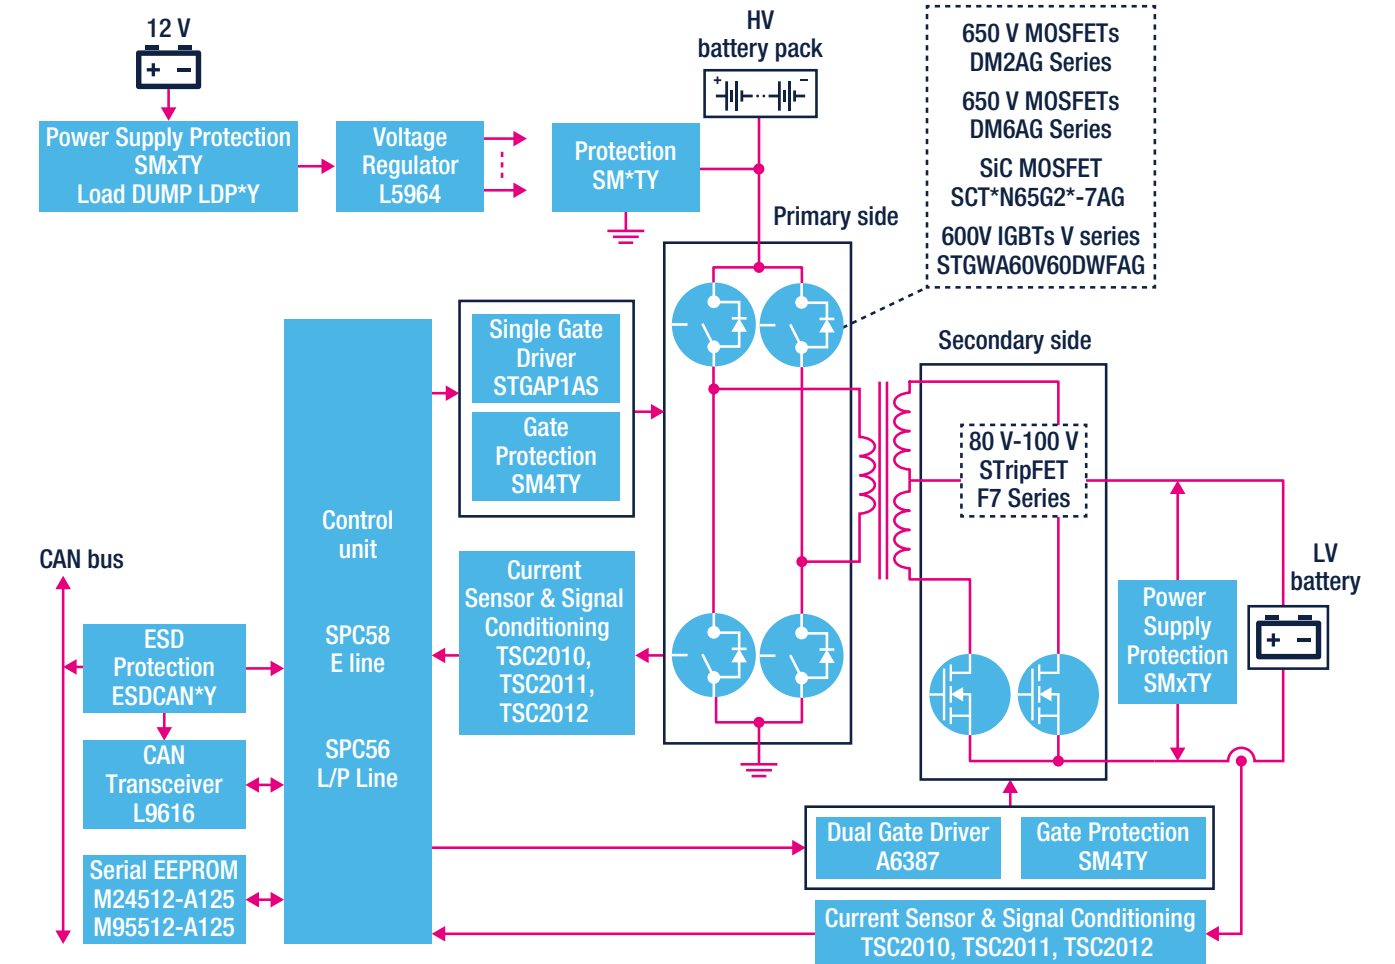 12 V
HV
battery pack
650 V MOSFETs
DM2AG Series
650 V MOSFETs
DM6AG Series
SiC MOSFET
SCT*N65G2*-7AG
600V IGBTs V series
STGWA60V60DWFAG
Power Supply Protection
SMxTY
Load DUMP LDP*Y
Voltage
Regulator
L5964
Protection
SM*TY
Primary side
Single Gate
Driver
STGAP1AS
Gate
Protection
SM4TY
Secondary side
80 V-100 V
STripFET
F7 Series
Control
unit
SPC58
E line
SPC56
L/P Line
Current
Sensor & Signal
Conditioning
TSC2010,
TSC2011,
TSC2012
CAN bus
ESD
Protection
ESDCAN*Y
CAN
Transceiver
L9616
Serial EEPROM
M24512-A125
M95512-A125
Power
Supply
Protection
SMxTY
LV
battery
Dual Gate Driver
A6387
Gate Protection
SM4TY
Current Sensor & Signal Conditioning
TSC2010, TSC2011, TSC2012